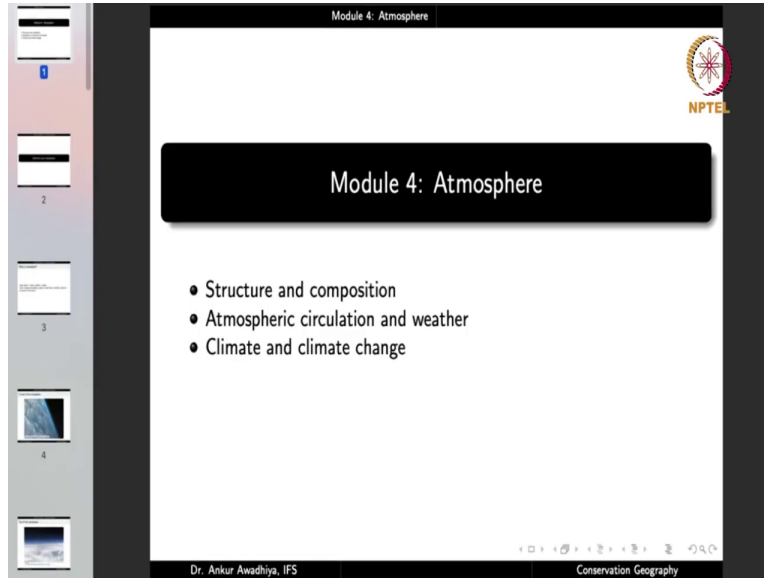 Module 4: Atmosphere
NPTEL
Module 4: Atmosphere
Structure and composition
Atmospheric circulation and weather
Climate and climate change
Dr. Ankur Awadhiya, IFS
Conservation Geography
1
2
3
4